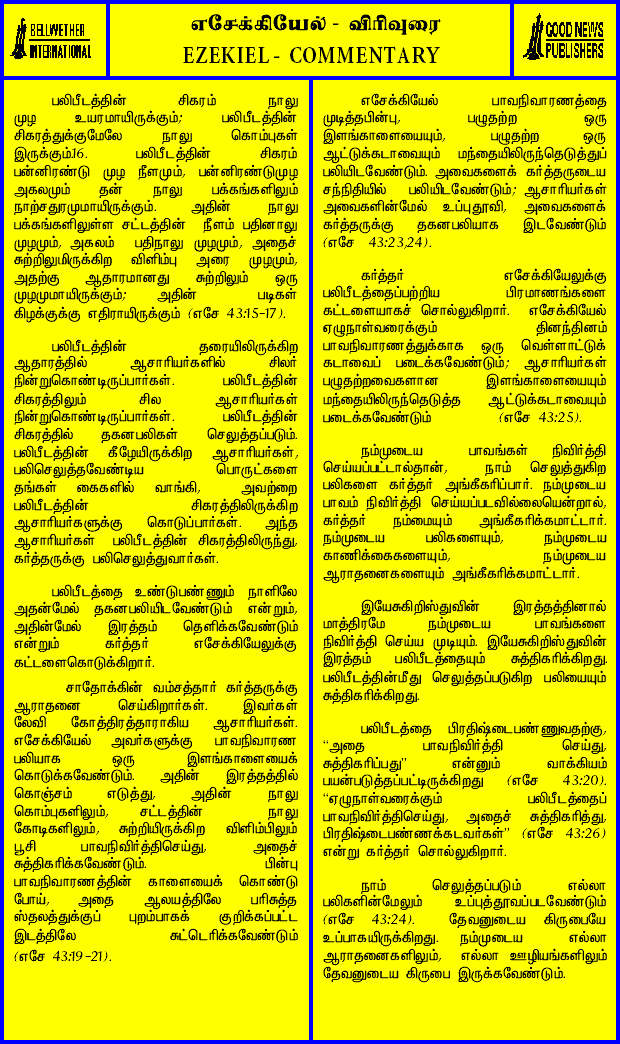 BELLWETHER
INTERNATIONAL
எசேக்கியேல் - விரிவுரை
EZEKIEL - COMMENTARY
GOOD NEWS
PUBLISHERS
பலிபீடத்தின் சிகரம் நாலு
முழ உயரமாயிருக்கும்; பலிபீடத்தின்
சிகரத்துக்குமேலே நாலு கொம்புகள்
இருக்கும்16. பலிபீடத்தின் சிகரம்
பன்னிரண்டு முழ நீளமும், பன்னிரண்டுமுழ
அகலமும் தன் நாலு பக்கங்களிலும்
நாற்சதுரமுமாயிருக்கும். அதின் நாலு
பக்கங்களிலுள்ள சட்டத்தின் நீளம் பதினாலு
முழமும், அகலம் பதிநாலு முழமும், அதைச்
சுற்றிலுமிருக்கிற விளிம்பு அரை முழமும்,
அதற்கு ஆதாரமானது சுற்றிலும் ஒரு
முழமுமாயிருக்கும்; அதின் படிகள்
கிழக்குக்கு எதிராயிருக்கும் (எசே 43:15-17).
பலிபீடத்தின் தரையிலிருக்கிற
ஆதாரத்தில் ஆசாரியர்களில் சிலர்
நின்றுகொண்டிருப்பார்கள். பலிபீடத்தின்
சிகரத்திலும் சில ஆசாரியர்கள்
நின்றுகொண்டிருப்பார்கள். பலிபீடத்தின்
சிகரத்தில் தகனபலிகள் செலுத்தப்படும்.
பலிபீடத்தின் கீழேயிருக்கிற ஆசாரியர்கள்,
பலிசெலுத்தவேண்டிய பொருட்களை
தங்கள் கைகளில் வாங்கி, அவற்றை
பலிபீடத்தின் சிகரத்திலிருக்கிற
ஆசாரியர்களுக்கு கொடுப்பார்கள். அந்த
ஆசாரியர்கள் பலிபீடத்தின் சிகரத்திலிருந்து,
கர்த்தருக்கு பலிசெலுத்துவார்கள்.
பலிபீடத்தை உண்டுபண்ணும் நாளிலே
அதன்மேல் தகனபலியிடவேண்டும் என்றும்,
அதின்மேல் இரத்தம் தெளிக்கவேண்டும்
என்றும் கர்த்தர் எசேக்கியேலுக்கு
கட்டளைகொடுக்கிறார்.
சாதோக்கின் வம்சத்தார் கர்த்தருக்கு
ஆராதனை செய்கிறார்கள். இவர்கள்
லேவி கோத்திரத்தாராகிய ஆசாரியர்கள்.
எசேக்கியேல் அவர்களுக்கு பாவநிவாரண
பலியாக ஒரு இளங்காளையைக்
கொடுக்கவேண்டும். அதின் இரத்தத்தில்
கொஞ்சம் எடுத்து, அதின் நாலு
கொம்புகளிலும், சட்டத்தின் நாலு
கோடிகளிலும், சுற்றியிருக்கிற விளிம்பிலும்
பூசி பாவநிவிர்த்திசெய்து, அதைச்
சுத்திகரிக்கவேண்டும். பின்பு
பாவநிவாரணத்தின் காளையைக் கொண்டு
போய், அதை ஆலயத்திலே பரிசுத்த
ஸ்தலத்துக்குப் புறம்பாகக் குறிக்கப்பட்ட
இடத்திலே சுட்டெரிக்கவேண்டும்
(எசே 43:19-21).
எசேக்கியேல் பாவநிவாரணத்தை
முடித்தபின்பு, பழுதற்ற ஒரு
இளங்காளையையும், பழுதற்ற ஒரு
ஆட்டுக்கடாவையும் மந்தையிலிருந்தெடுத்துப்
பலியிடவேண்டும். அவைகளைக் கர்த்தருடைய
சந்நிதியில் பலியிடவேண்டும்; ஆசாரியர்கள்
அவைகளின்மேல் உப்புதூவி, அவைகளைக்
கர்த்தருக்கு தகனபலியாக இடவேண்டும்
(எசே 43:23,24).
கர்த்தர் எசேக்கியேலுக்கு
பலிபீடத்தைப்பற்றிய பிரமாணங்களை
கட்டளையாகச் சொல்லுகிறார். எசேக்கியேல்
ஏழுநாள்வரைக்கும் தினந்தினம்
பாவநிவாரணத்துக்காக ஒரு வெள்ளாட்டுக்
கடாவைப் படைக்கவேண்டும்; ஆசாரியர்கள்
பழுதற்றவைகளான இளங்காளையையும்
மந்தையிலிருந்தெடுத்த ஆட்டுக்கடாவையும்
படைக்கவேண்டும் (எசே 43:25).
நம்முடைய பாவங்கள் நிவிர்த்தி
செய்யப்பட்டால்தான், நாம் செலுத்துகிற
பலிகளை கர்த்தர் அங்கீகரிப்பார். நம்முடைய
பாவம் நிவிர்த்தி செய்யப்படவில்லையென்றால்,
கர்த்தர் நம்மையும் அங்கீகரிக்கமாட்டார்.
நம்முடைய பலிகளையும், நம்முடைய
காணிக்கைகளையும், நம்முடைய
ஆராதனைகளையும் அங்கீகரிக்கமாட்டார்.
இயேசுகிறிஸ்துவின் இரத்தத்தினால்
மாத்திரமே நம்முடைய பாவங்களை
நிவிர்த்தி செய்ய முடியும். இயேசுகிறிஸ்துவின்
இரத்தம் பலிபீடத்தையும் சுத்திகரிக்கிறது.
பலிபீடத்தின்மீது செலுத்தப்படுகிற பலியையும்
சுத்திகரிக்கிறது.
பலிபீடத்தை பிரதிஷ்டைபண்ணுவதற்கு,
“அதை பாவநிவிர்த்தி செய்து,
சுத்திகரிப்பது” என்னும் வாக்கியம்
பயன்படுத்தப்பட்டிருக்கிறது (எசே 43:20).
“ஏழுநாள்வரைக்கும் பலிபீடத்தைப்
பாவநிவிர்த்திசெய்து, அதைச் சுத்திகரித்து,
பிரதிஷ்டைபண்ணக்கடவர்கள்” (எசே 43:26)
என்று கர்த்தர் சொல்லுகிறார்.
நாம் செலுத்தப்படும் எல்லா
பலிகளின்மேலும் உப்புத்தூவப்படவேண்டும்
(எசே 43:24). தேவனுடைய கிருபையே
உப்பாகயிருக்கிறது. நம்முடைய எல்லா
ஆராதனைகளிலும், எல்லா ஊழியங்களிலும்
தேவனுடைய கிருபை இருக்கவேண்டும்.